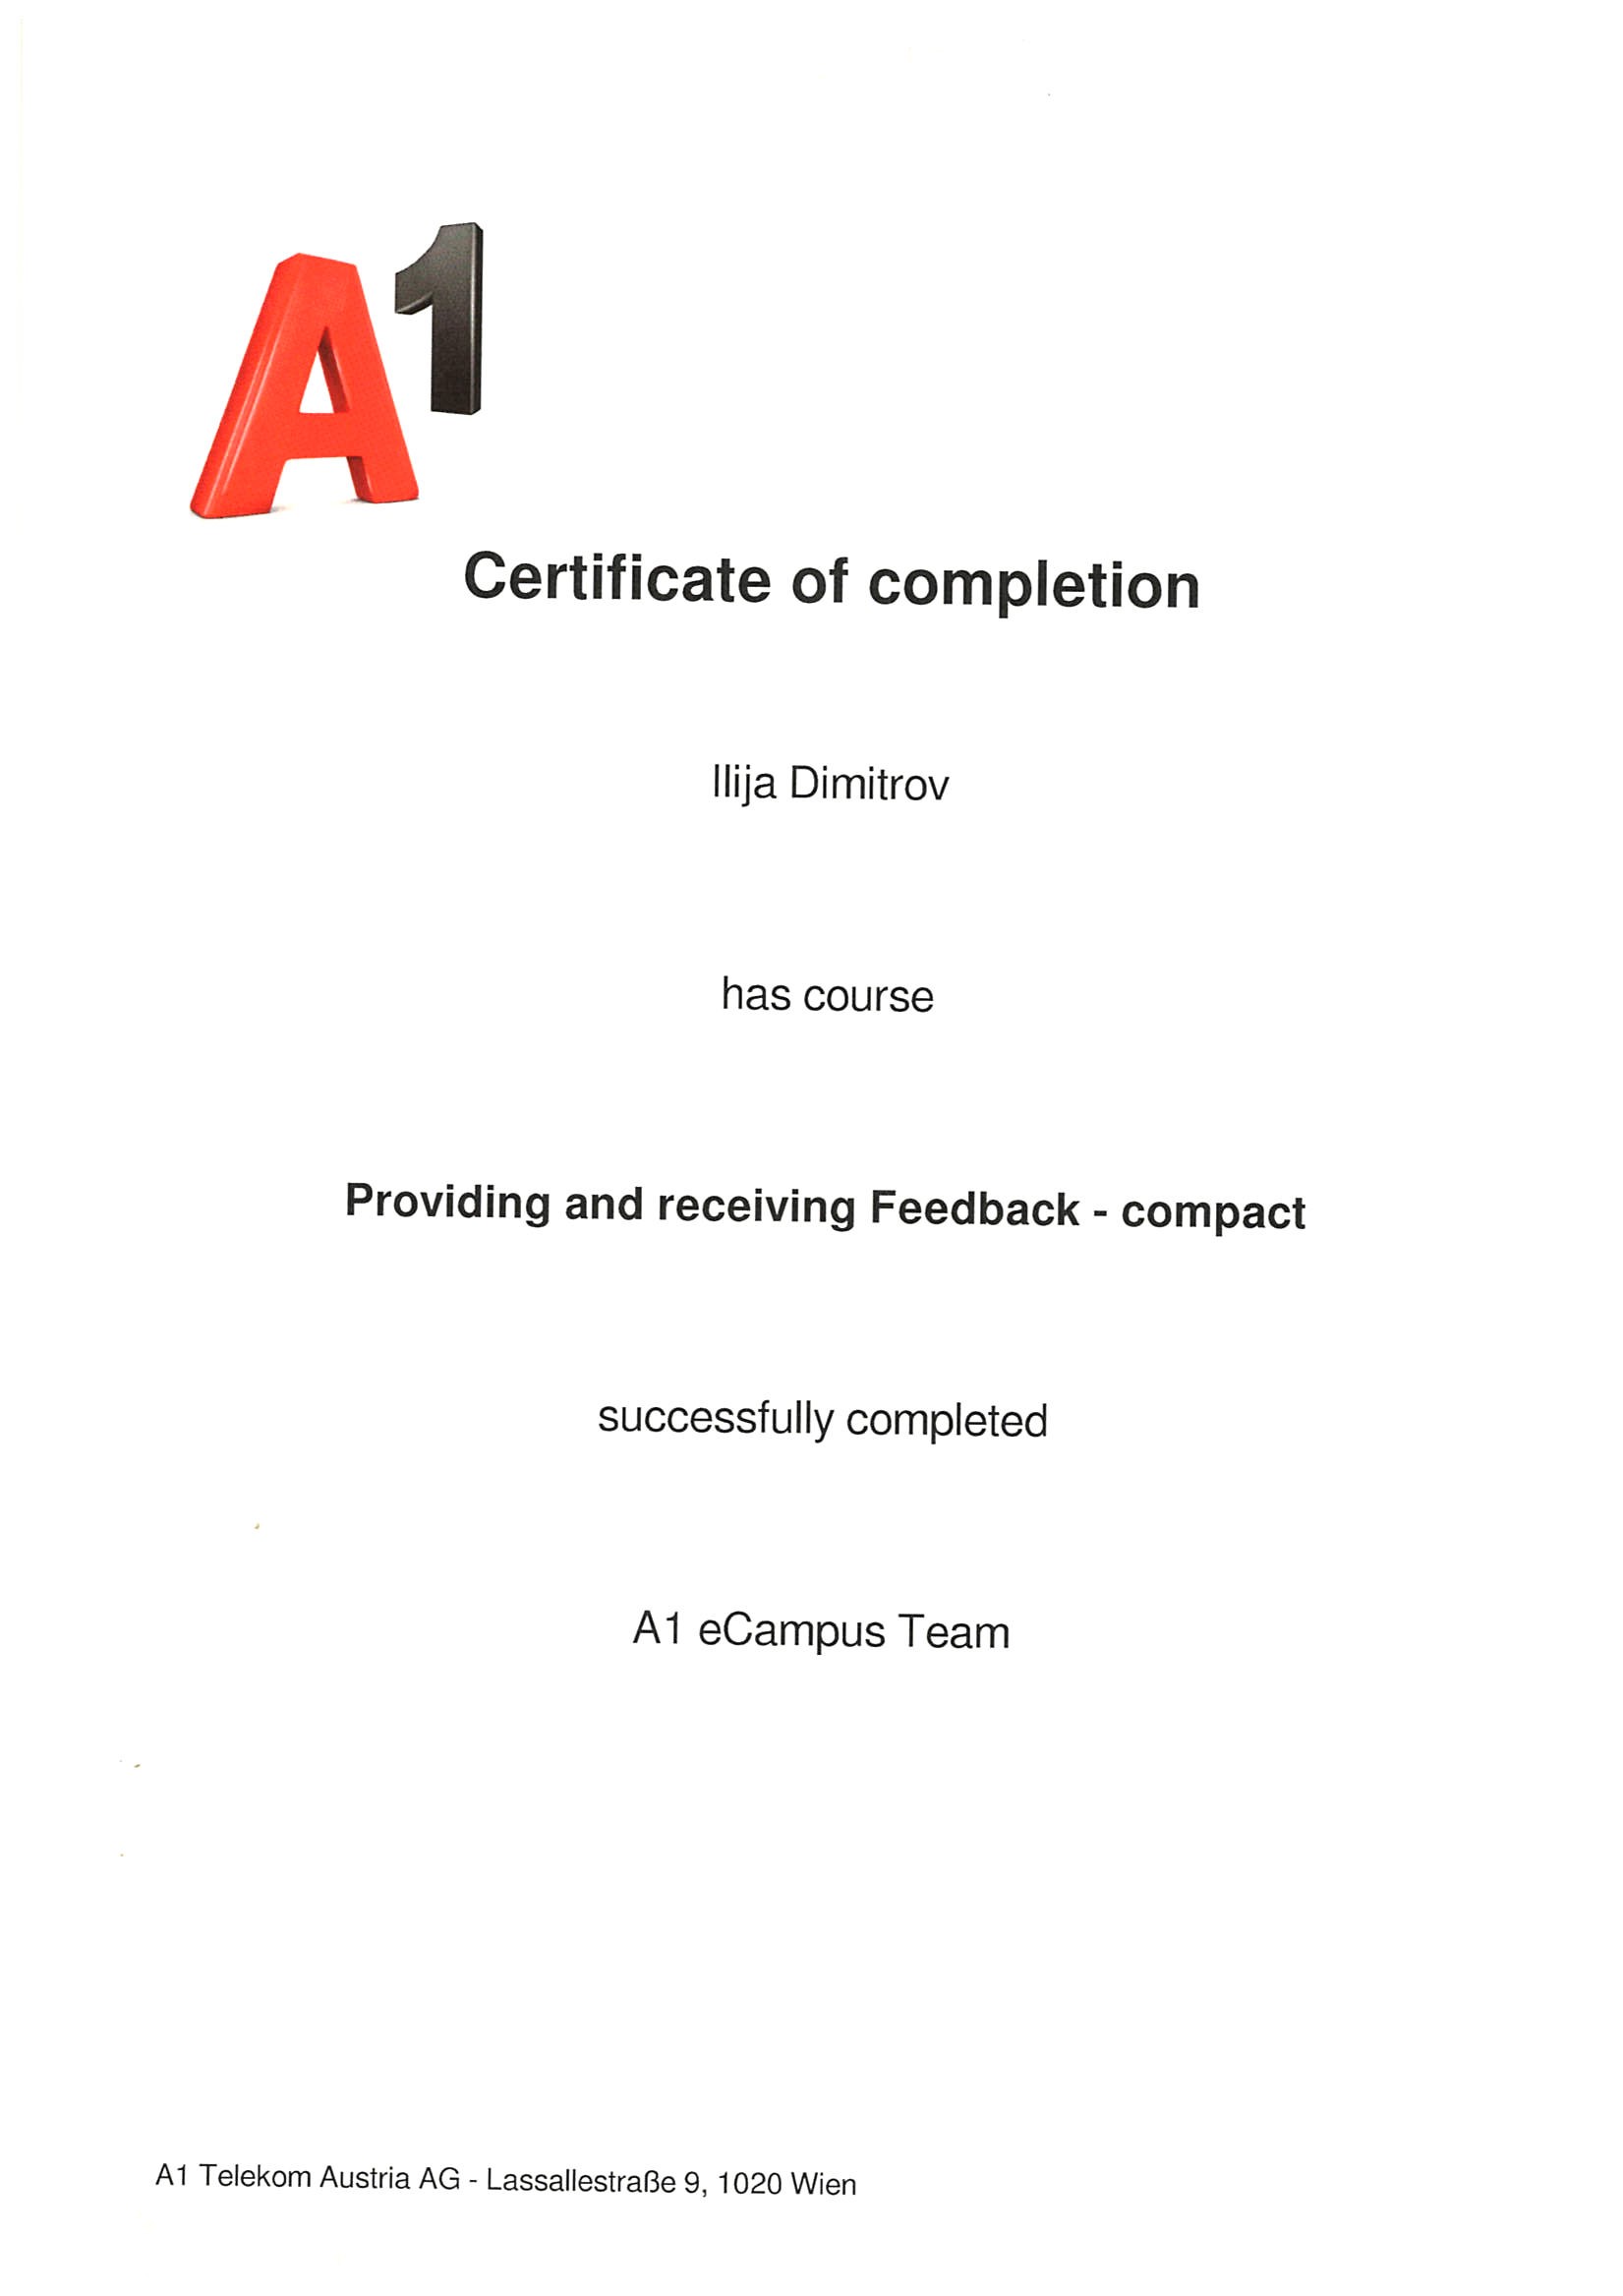 A1
Certificate of completion
Ilija Dimitrov
has course
Providing and receiving Feedback - compact
successfully completed
A1 eCampus Team
A1 Telekom Austria AG - Lassallestraße 9, 1020 Wien